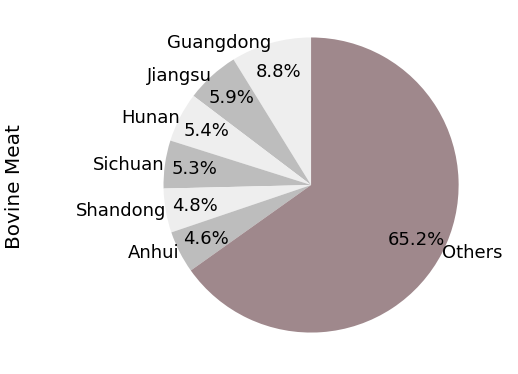 Bovine Meat
Guangdong
8.8%
Jiangsu
5.9%
Hunan
5.4%
Sichuan
5.3%
Shandong
4.8%
Anhui
4.6%
65.2%
Others